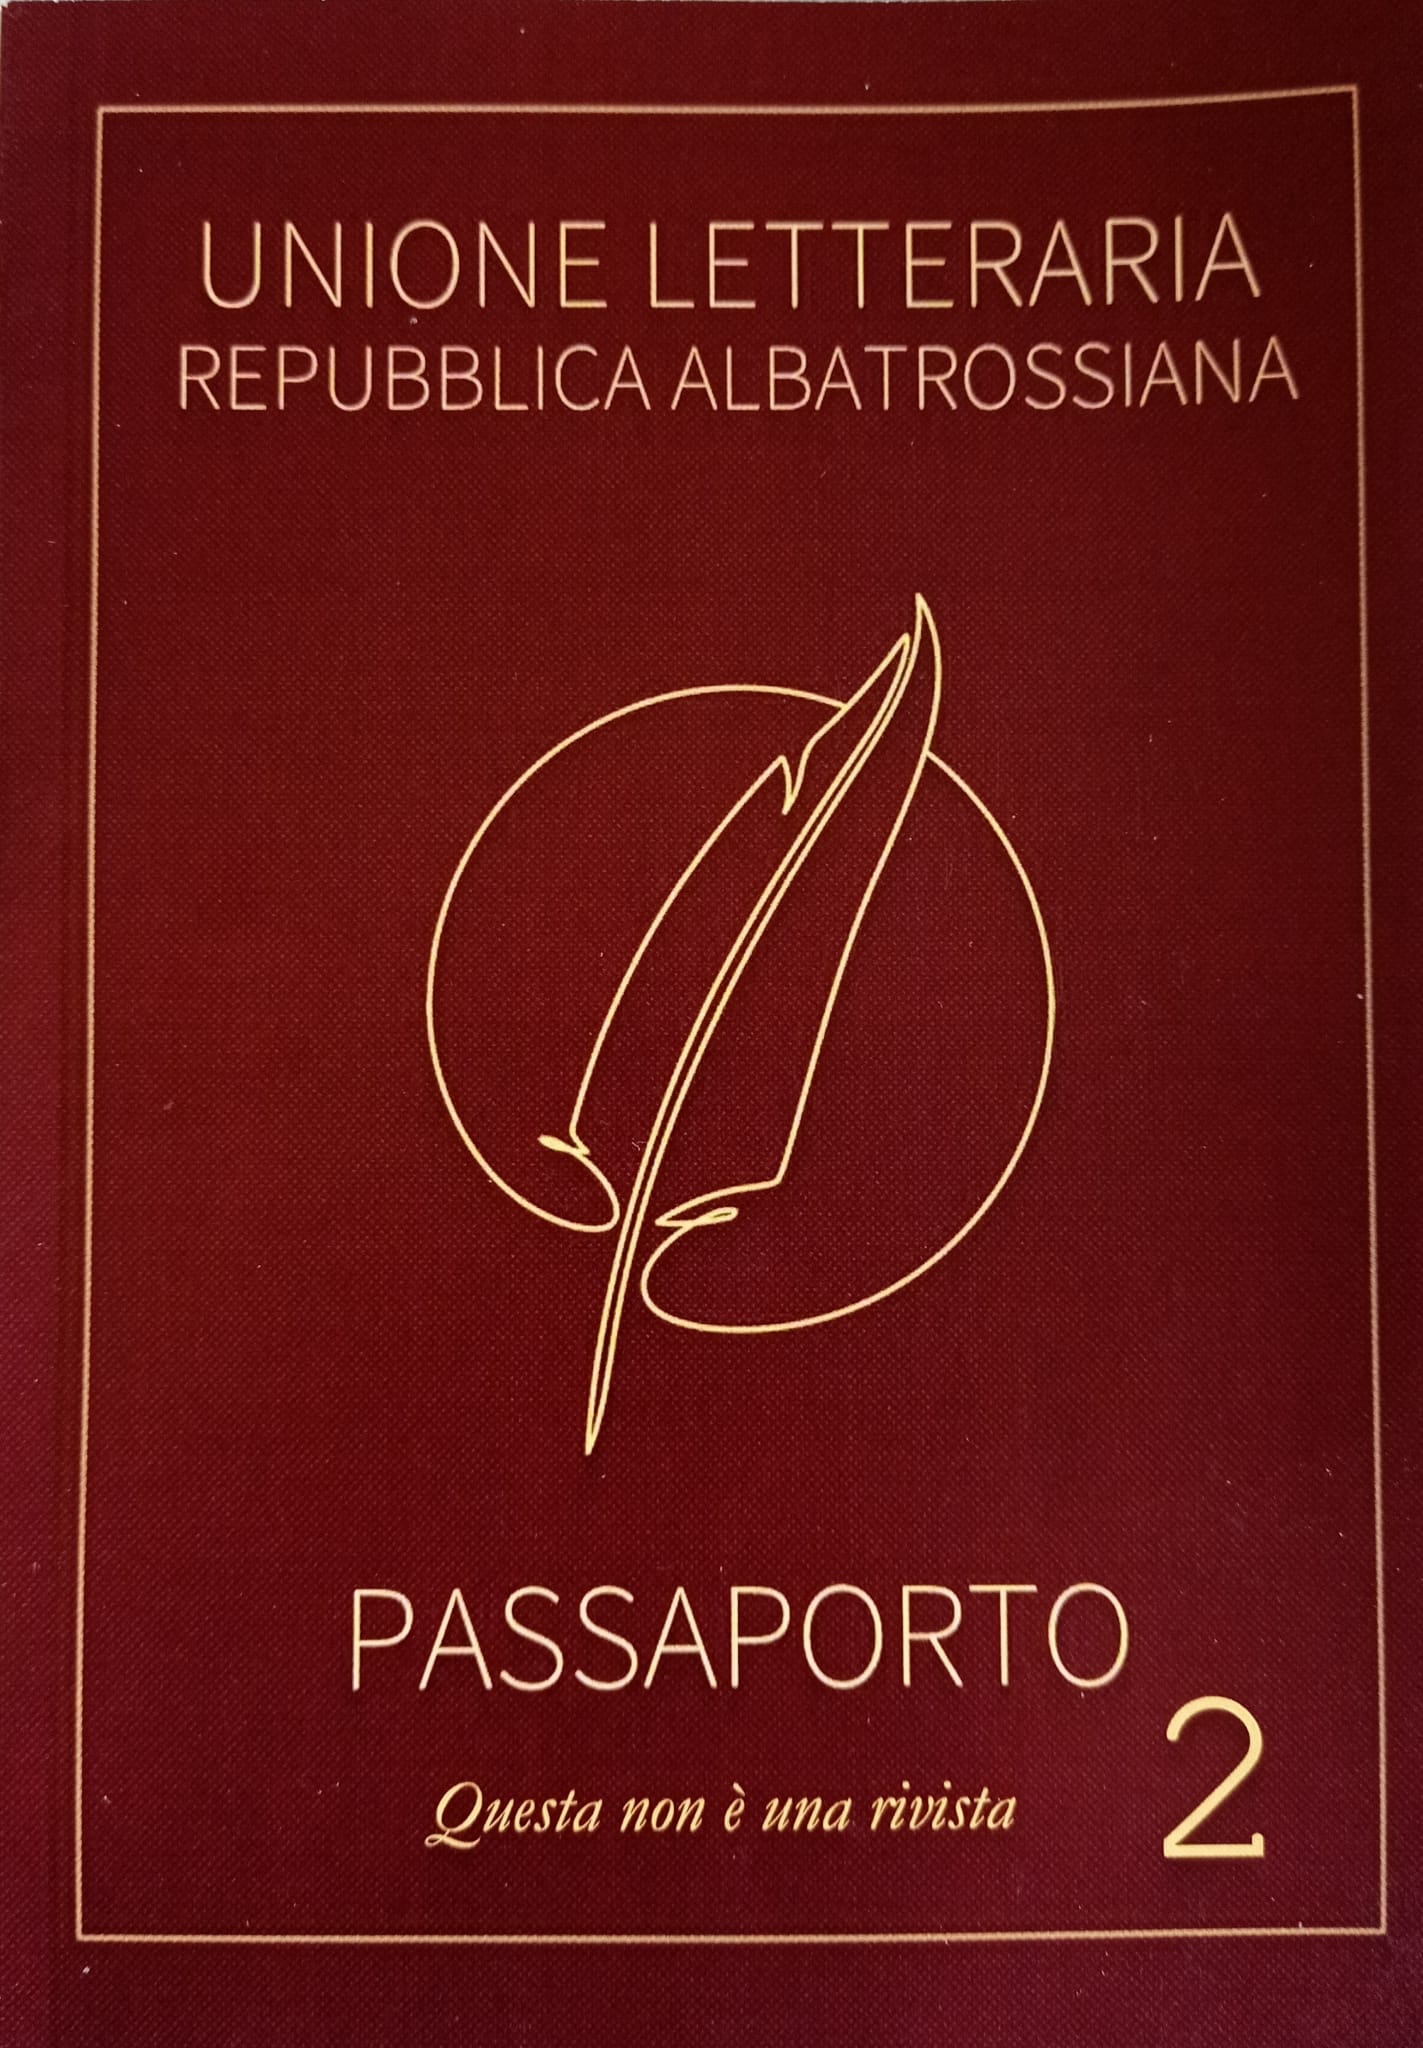 UNIONE LETTERARIA
REPUBBLICA ALBATROSSIANA
PASSAPORTO
2
Questa non è una rivista